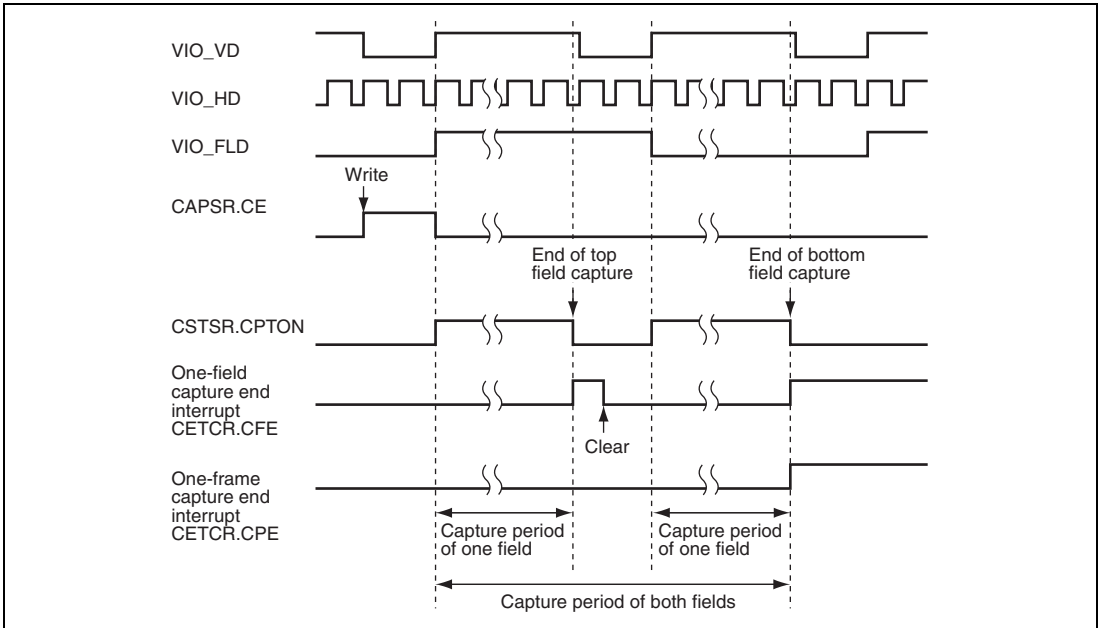 VIO_VD
VIO_HD
VIO_FLD
Write
CAPSR.CE
End of top
field capture
End of bottom
field capture
CSTSR.CPTON
One-field
capture end
interrupt
CETCR.CFE
Clear
One-frame
capture end
interrupt
CETCR.CPE
Capture period
of one field
Capture period
of one field
Capture period of both fields